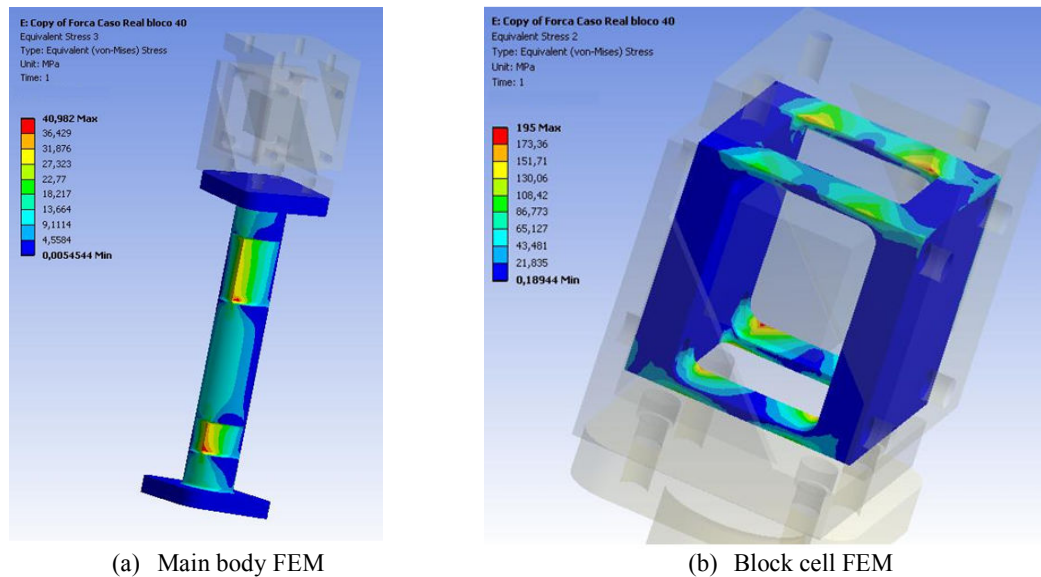 E: Copy of Forca Caso Real bloco 40
Equivalent Stress 3
Type: Equivalent (von-Mises) Stress
Unit: MPa
Time: 1
40,982 Max
36,429
31,876
27,323
22,77
18,217
13,664
9,1114
4,5584
0,0054544 Min
(a) Main body FEM
E: Copy of Forca Caso Real bloco 40
Equivalent Stress 2
Type: Equivalent (von-Mises) Stress
Unit: MPa
Time: 1
195 Max
173,36
151,71
130,06
108,42
86,773
65,127
43,481
21,835
0,18944 Min
(b) Block cell FEM